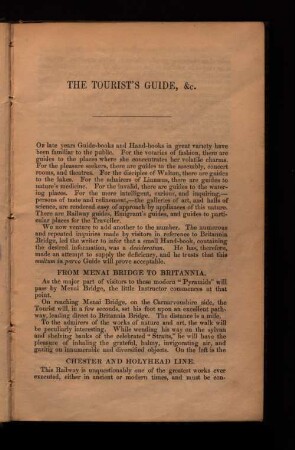 THE TOURIST'S GUIDE, &c.
OF late years Guide-books and Hand-books in great variety have
been familiar to the public. For the votaries of fashion, there are
guides to the places where she concentrates her volatile charms.
For the pleasure seekers, there are guides to the assembly, concert
rooms, and theatres. For the disciples of Walton, there are guides
to the lakes. For the admirers of Linnæus, there are guides to
nature's medicine. For the invalid, there are guides to the water-
ing places. For the more intelligent, curious, and inquiring,—
persons of taste and refinement,—the galleries of art, and halls of
science, are rendered easy of approach by appliances of this nature.
There are Railway guides, Emigrant's guides, and guides to parti-
cular places for the Traveller.
We now venture to add another to the number. The numerous
and repeated inquiries made by visitors in reference to Britannia
Bridge, led the writer to infer that a small Hand-book, containing
the desired information, was a desideratum. He has, therefore,
made an attempt to supply the deficiency, and he trusts that this
multum in parvo Guide will prove acceptable.
FROM MENAI BRIDGE TO BRITANNIA.
As the major part of visitors to these modern "Pyramids" will
pass by Menai Bridge, the little Instructor commences at that
point.
On reaching Menai Bridge, on the Carnarvonshire side, the
Tourist will, in a few seconds, set his foot upon an excellent path-
way, leading direct to Britannia Bridge. The distance is a mile.
To the admirers of the works of nature and art, the walk will
be peculiarly interesting. While wending his way on the sylvan
and shelving banks of the celebrated "Straits," he will have the
pleasure of inhaling the grateful, balmy, invigorating air, and
gazing on innumerable and diversified objects. On the left is the
CHESTER AND HOLYHEAD LINE.
This Railway is unquestionably one of the greatest works ever
executed, either in ancient or modern times, and must be con-